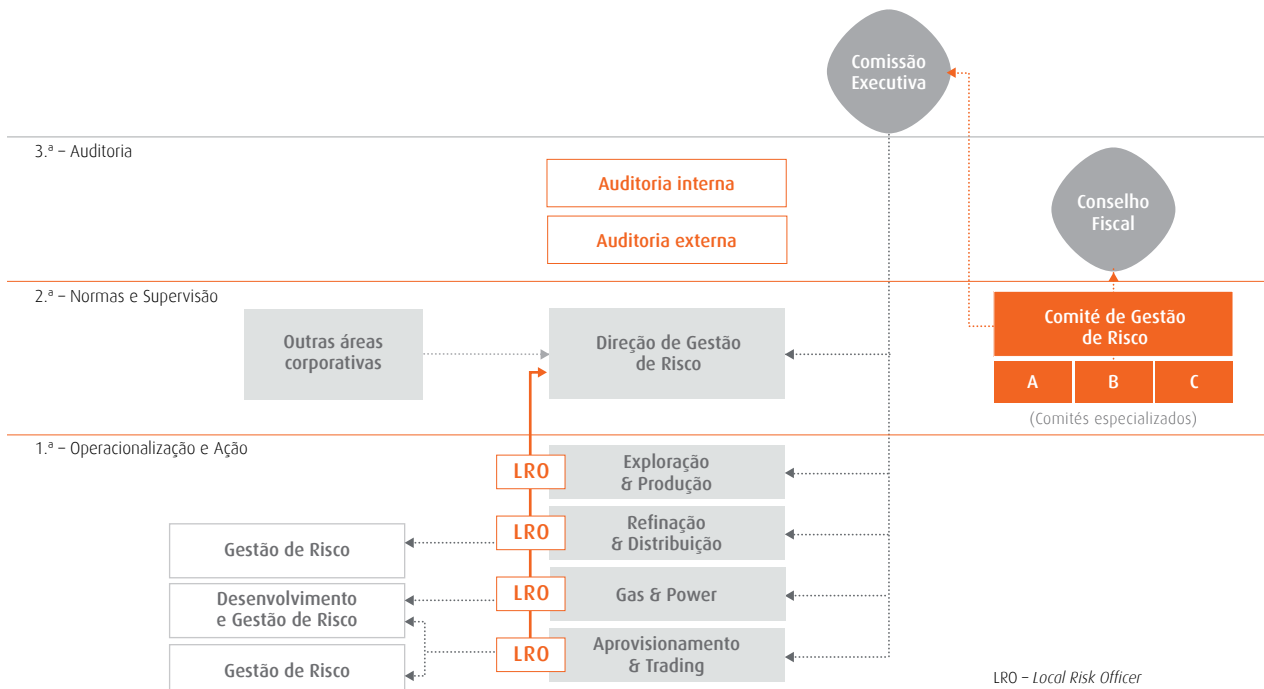 Comissão
Executiva
3.ª – Auditoria
Auditoria interna
Auditoria externa
Conselho
Fiscal
2.ª – Normas e Supervisão
Outras áreas
corporativas
Direção de Gestão
de Risco
Comité de Gestão
de Risco
A B C
(Comités especializados)
1.ª – Operacionalização e Ação
LRO
Exploração
& Produção
LRO
Refinação
& Distribuição
Gestão de Risco
LRO
Gas & Power
Desenvolvimento
e Gestão de Risco
LRO
Aprovisionamento
& Trading
Gestão de Risco
LRO – Local Risk Officer